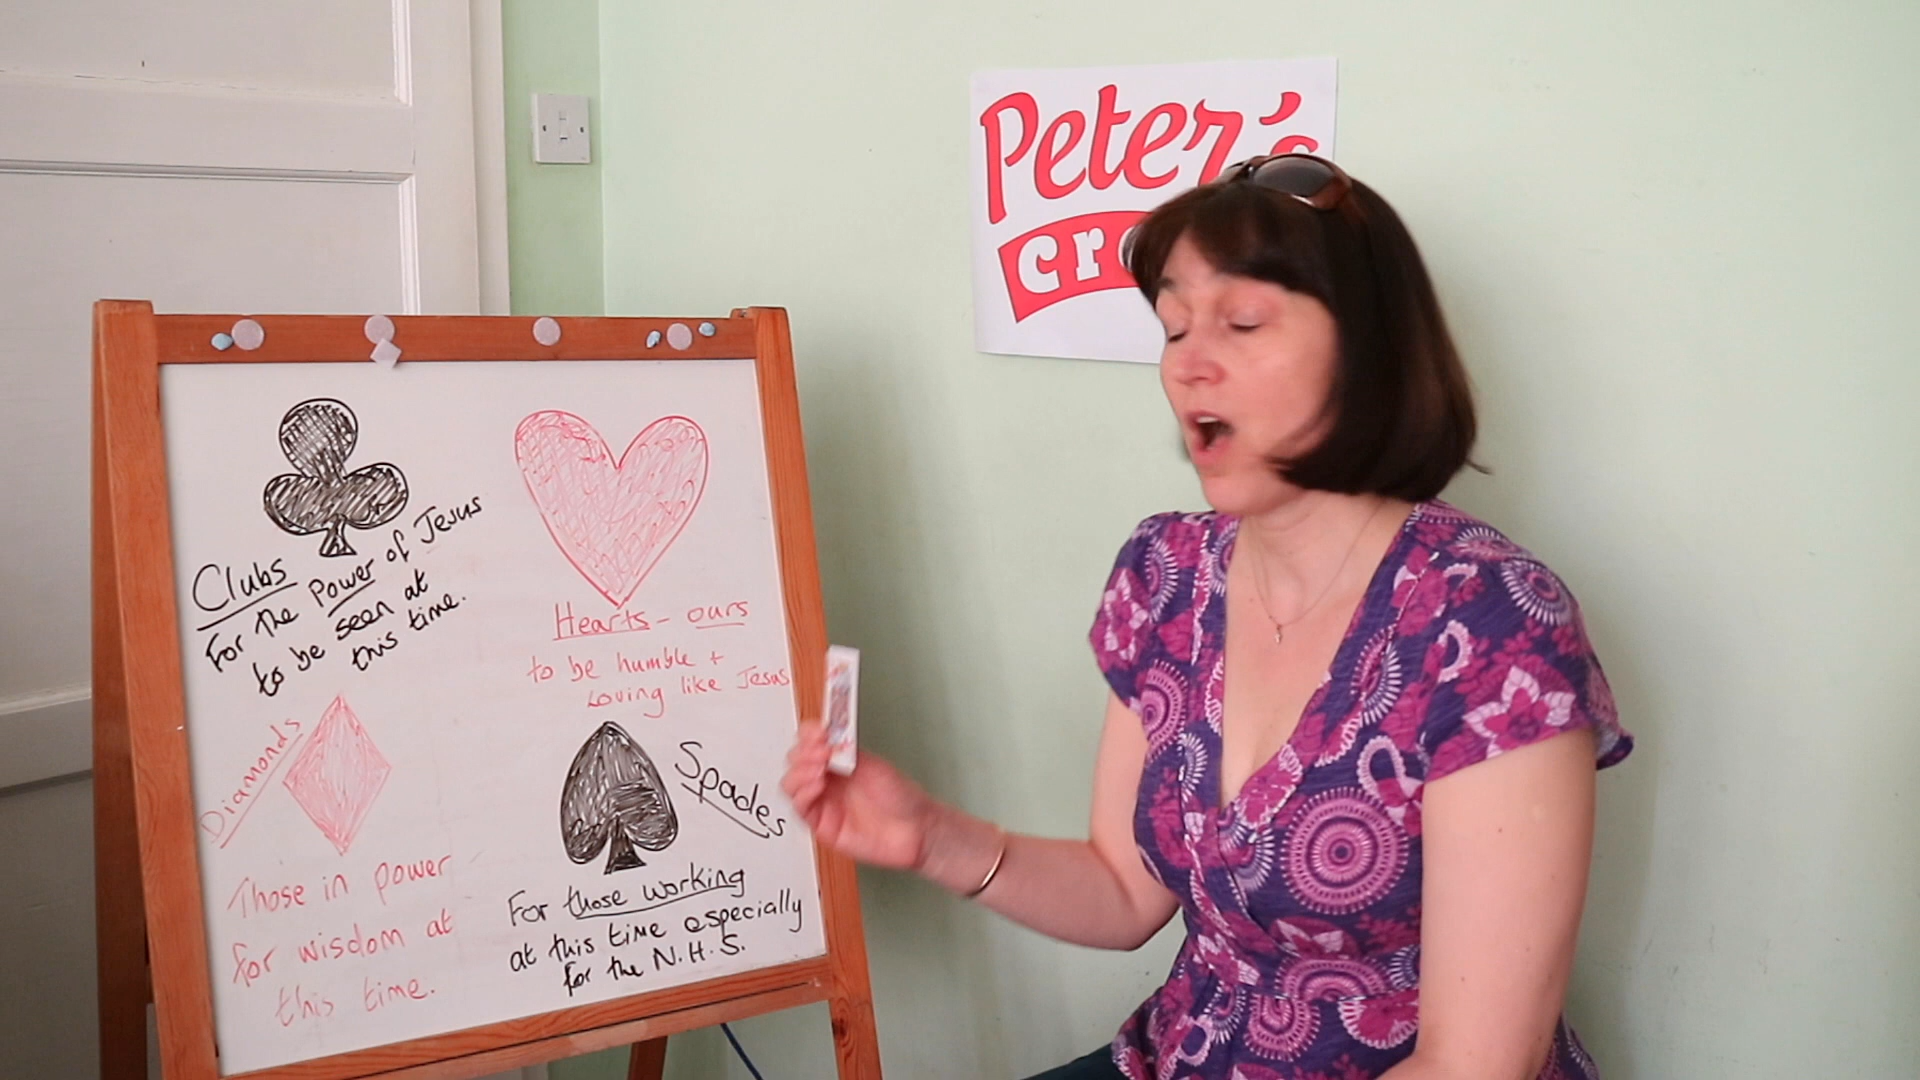 Peter's
cr
Clubs
For the Power of Jesus
to be seen at
this time.
Hearts - ours
to be humble +
Loving like Jesus
Diamonds
Those in power
for wisdom at
this time.
Spades
For those working
at this time especially
for the N.H.S.